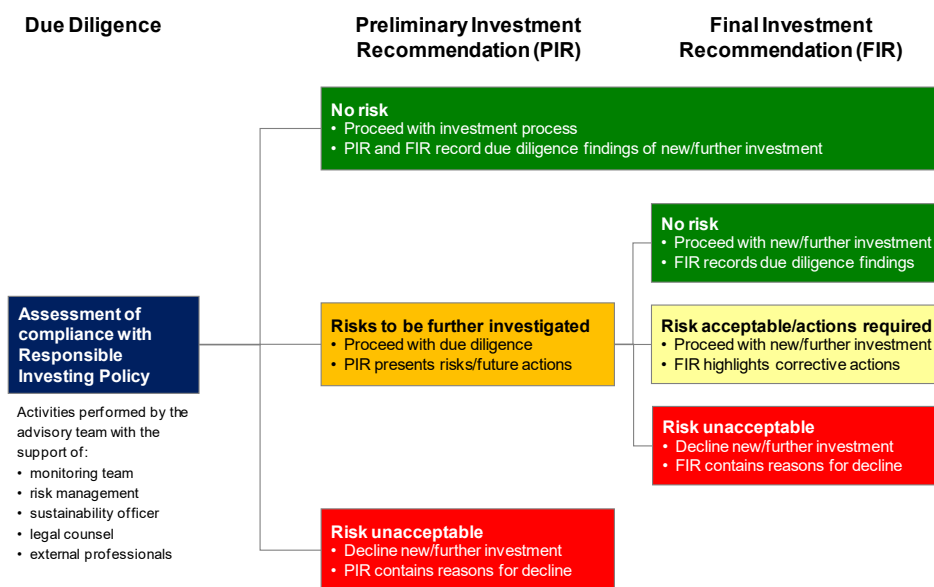 Due Diligence
Preliminary Investment
Recommendation (PIR)
Final Investment
Recommendation (FIR)
No risk
• Proceed with investment process
• PIR and FIR record due diligence findings of new/further investment
No risk
• Proceed with new/further investment
• FIR records due diligence findings
Assessment of
compliance with
Responsible
Investing Policy
Risks to be further investigated
• Proceed with due diligence
• PIR presents risks/future actions
Risk acceptable/actions required
• Proceed with new/further investment
• FIR highlights corrective actions
Activities performed by the
advisory team with the
support of:
• monitoring team
• risk management
• sustainability officer
• legal counsel
• external professionals
Risk unacceptable
• Decline new/further investment
• FIR contains reasons for decline
Risk unacceptable
• Decline new/further investment
• PIR contains reasons for decline